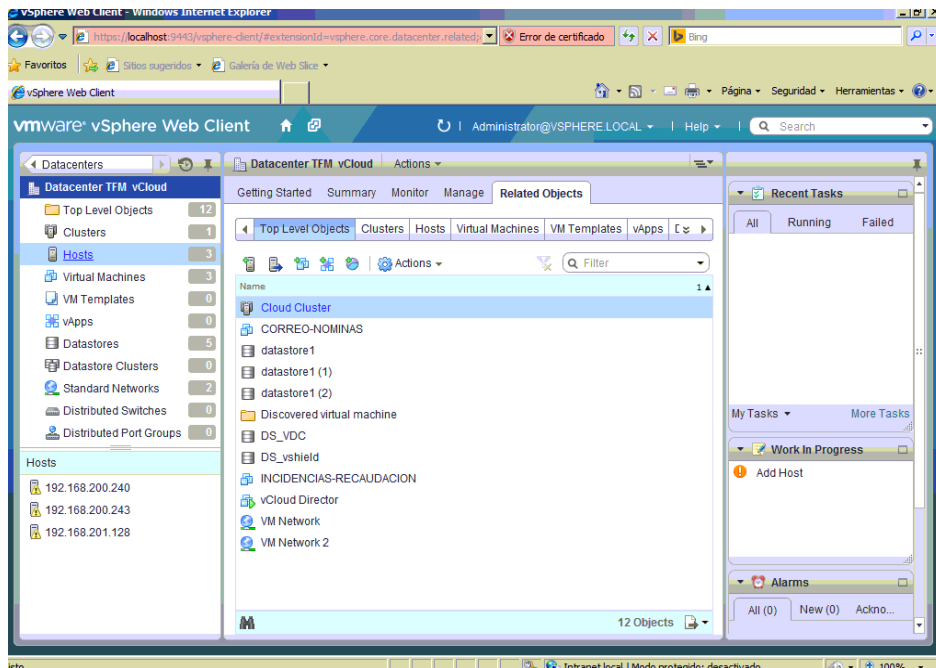 vSphere Web Client - Windows Internet Explorer
https://localhost:9443/vsphere-client/#extensionId=vsphere.core.datacenter.related; Error de certificado Bing
Favoritos Sitios sugeridos Galería de Web Slice
vSphere Web Client Página Seguridad Herramientas
vmware vSphere Web Client Administrator@VSPHERE.LOCAL Help Search
Datacenters
Datacenter TFM vCloud
Top Level Objects 12
Clusters 1
Hosts 3
Virtual Machines 3
VM Templates 0
vApps 0
Datastores 5
Datastore Clusters 0
Standard Networks 2
Distributed Switches 0
Distributed Port Groups 0
Hosts
192.168.200.240
192.168.200.243
192.168.201.128
Datacenter TFM vCloud Actions
Getting Started Summary Monitor Manage Related Objects
Top Level Objects Clusters Hosts Virtual Machines VM Templates vApps
Actions Filter
Name 1
Cloud Cluster
CORREO-NOMINAS
datastore1
datastore1 (1)
datastore1 (2)
Discovered virtual machine
DS_VDC
DS_vshield
INCIDENCIAS-RECAUDACION
vCloud Director
VM Network
VM Network 2
12 Objects
Recent Tasks
All Running Failed
My Tasks More Tasks
Work In Progress
Add Host
Alarms
All (0) New (0) Ackno...
Intranet local | Modo protegido: desactivado 100%